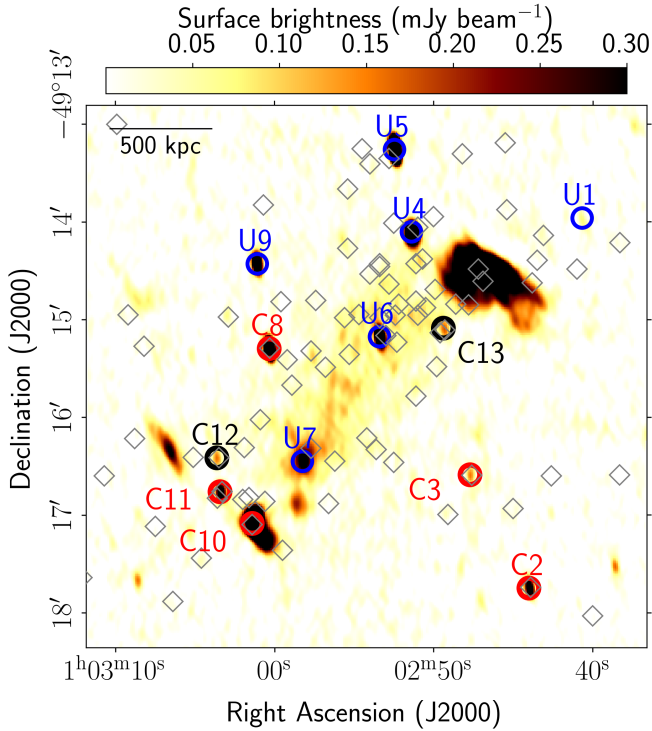 Surface brightness (mJy beam⁻¹)
0.05 0.10 0.15 0.20 0.25 0.30
−49°13′
500 kpc
U5
U1
14′
U4
U9
15′
C8
U6
C13
16′
C12
U7
C11
C3
17′
C10
C2
18′
1ʰ03ᵐ10ˢ 00ˢ 02ᵐ50ˢ 40ˢ
Right Ascension (J2000)
Declination (J2000)